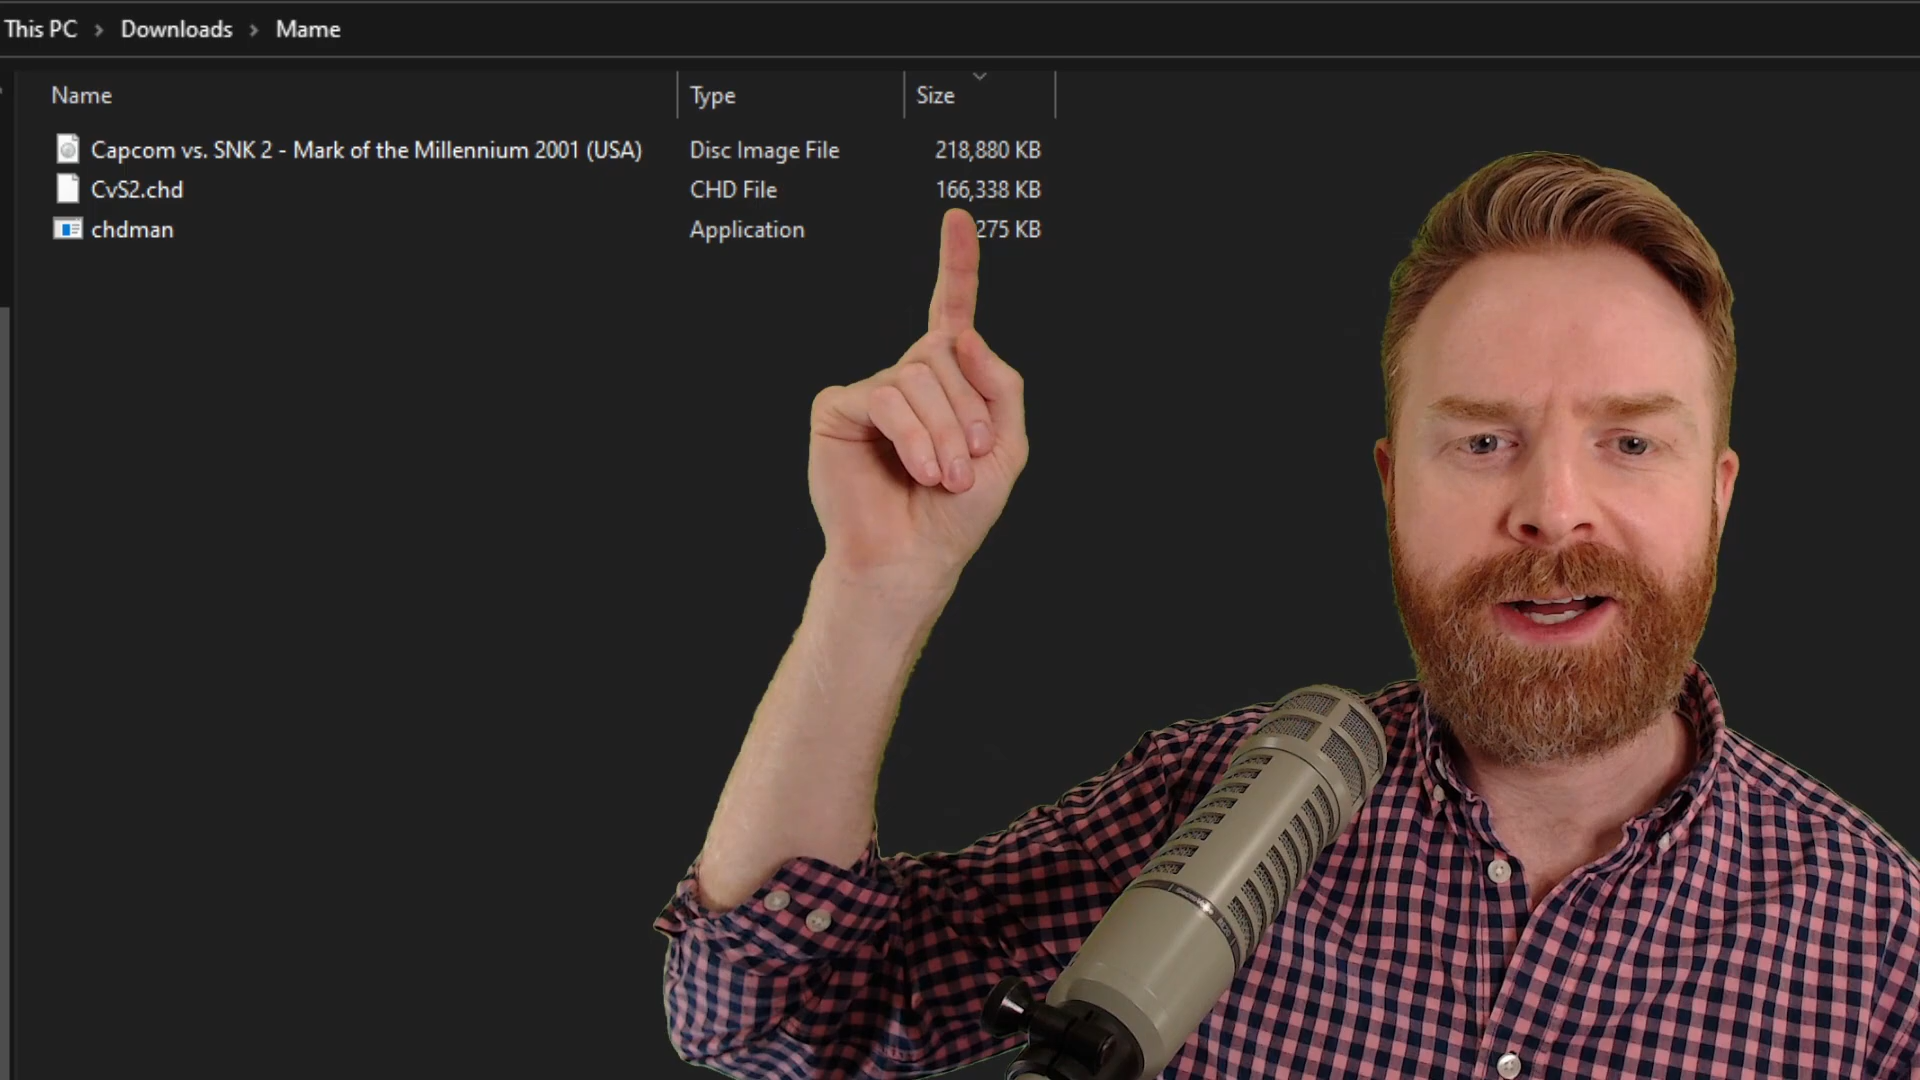 This PC > Downloads > Mame
Name Type Size
Capcom vs. SNK 2 - Mark of the Millennium 2001 (USA) Disc Image File 218,880 KB
CvS2.chd CHD File 166,338 KB
chdman Application 275 KB